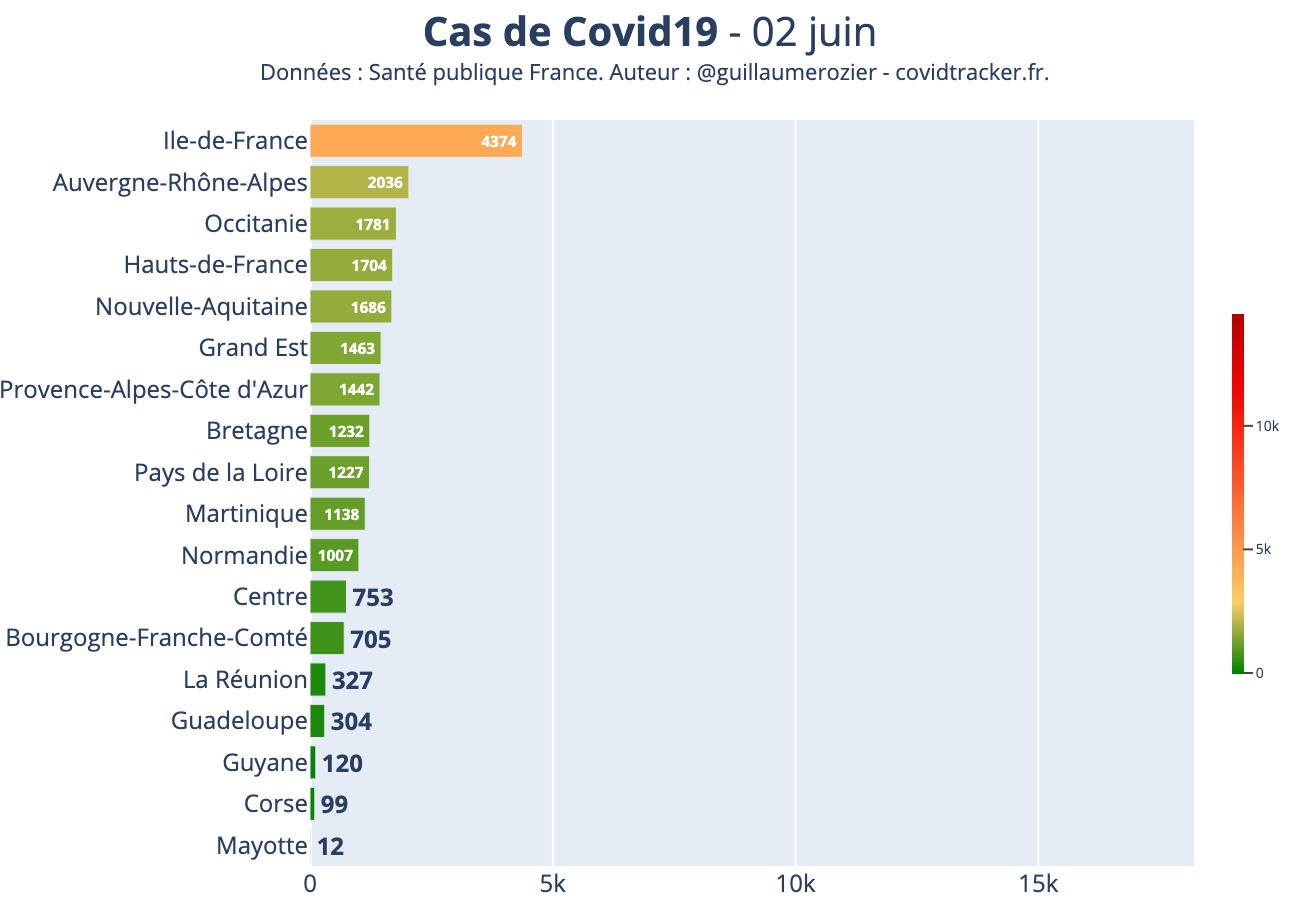 Cas de Covid19 - 02 juin
Données : Santé publique France. Auteur : @guillaumerozier - covidtracker.fr.
Ile-de-France 4374
Auvergne-Rhône-Alpes 2036
Occitanie 1781
Hauts-de-France 1704
Nouvelle-Aquitaine 1686
Grand Est 1463
Provence-Alpes-Côte d'Azur 1442
Bretagne 1232
Pays de la Loire 1227
Martinique 1138
Normandie 1007
Centre 753
Bourgogne-Franche-Comté 705
La Réunion 327
Guadeloupe 304
Guyane 120
Corse 99
Mayotte 12
0 5k 10k 15k
10k
5k
0